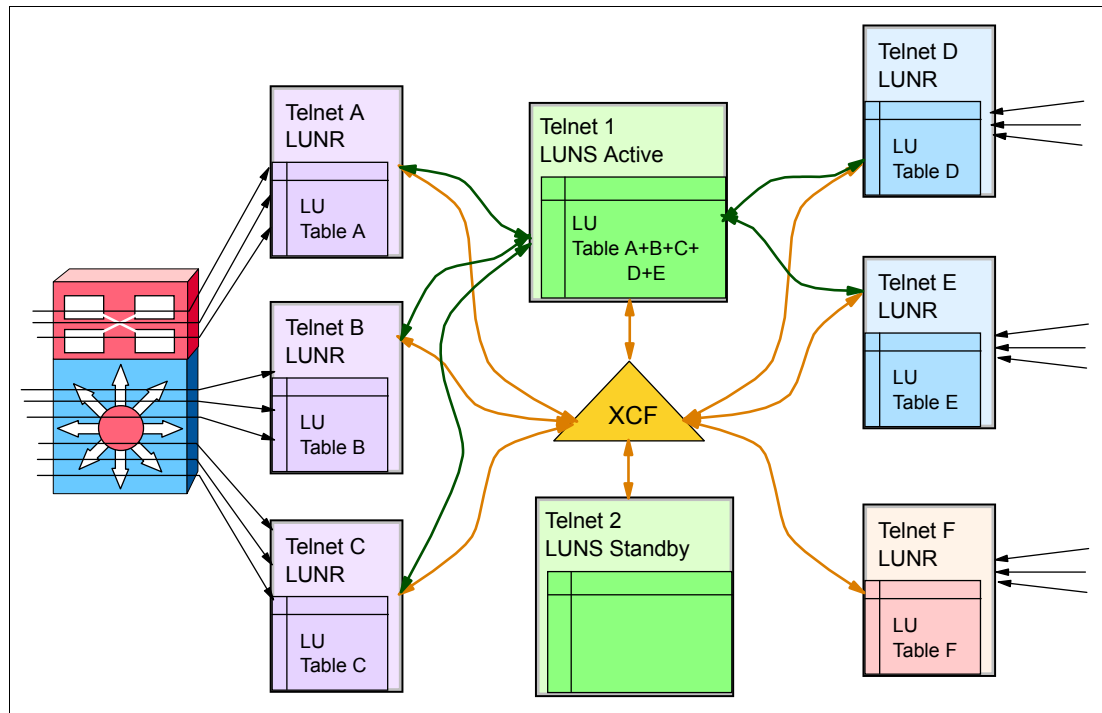 Telnet A
LUNR
LU
Table A
Telnet B
LUNR
LU
Table B
Telnet C
LUNR
LU
Table C
Telnet 1
LUNS Active
LU
Table A+B+C+
D+E
XCF
Telnet 2
LUNS Standby
Telnet D
LUNR
LU
Table D
Telnet E
LUNR
LU
Table E
Telnet F
LUNR
LU
Table F